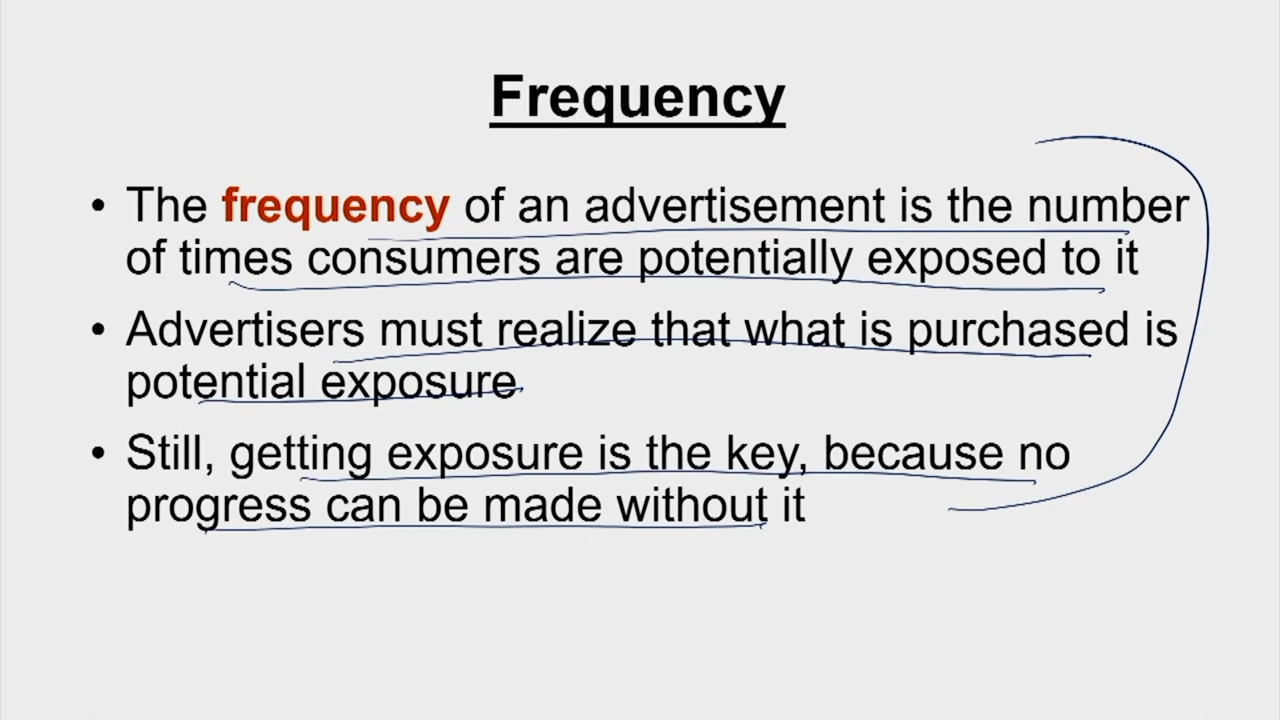 Frequency
• The frequency of an advertisement is the number
of times consumers are potentially exposed to it
• Advertisers must realize that what is purchased is
potential exposure
• Still, getting exposure is the key, because no
progress can be made without it